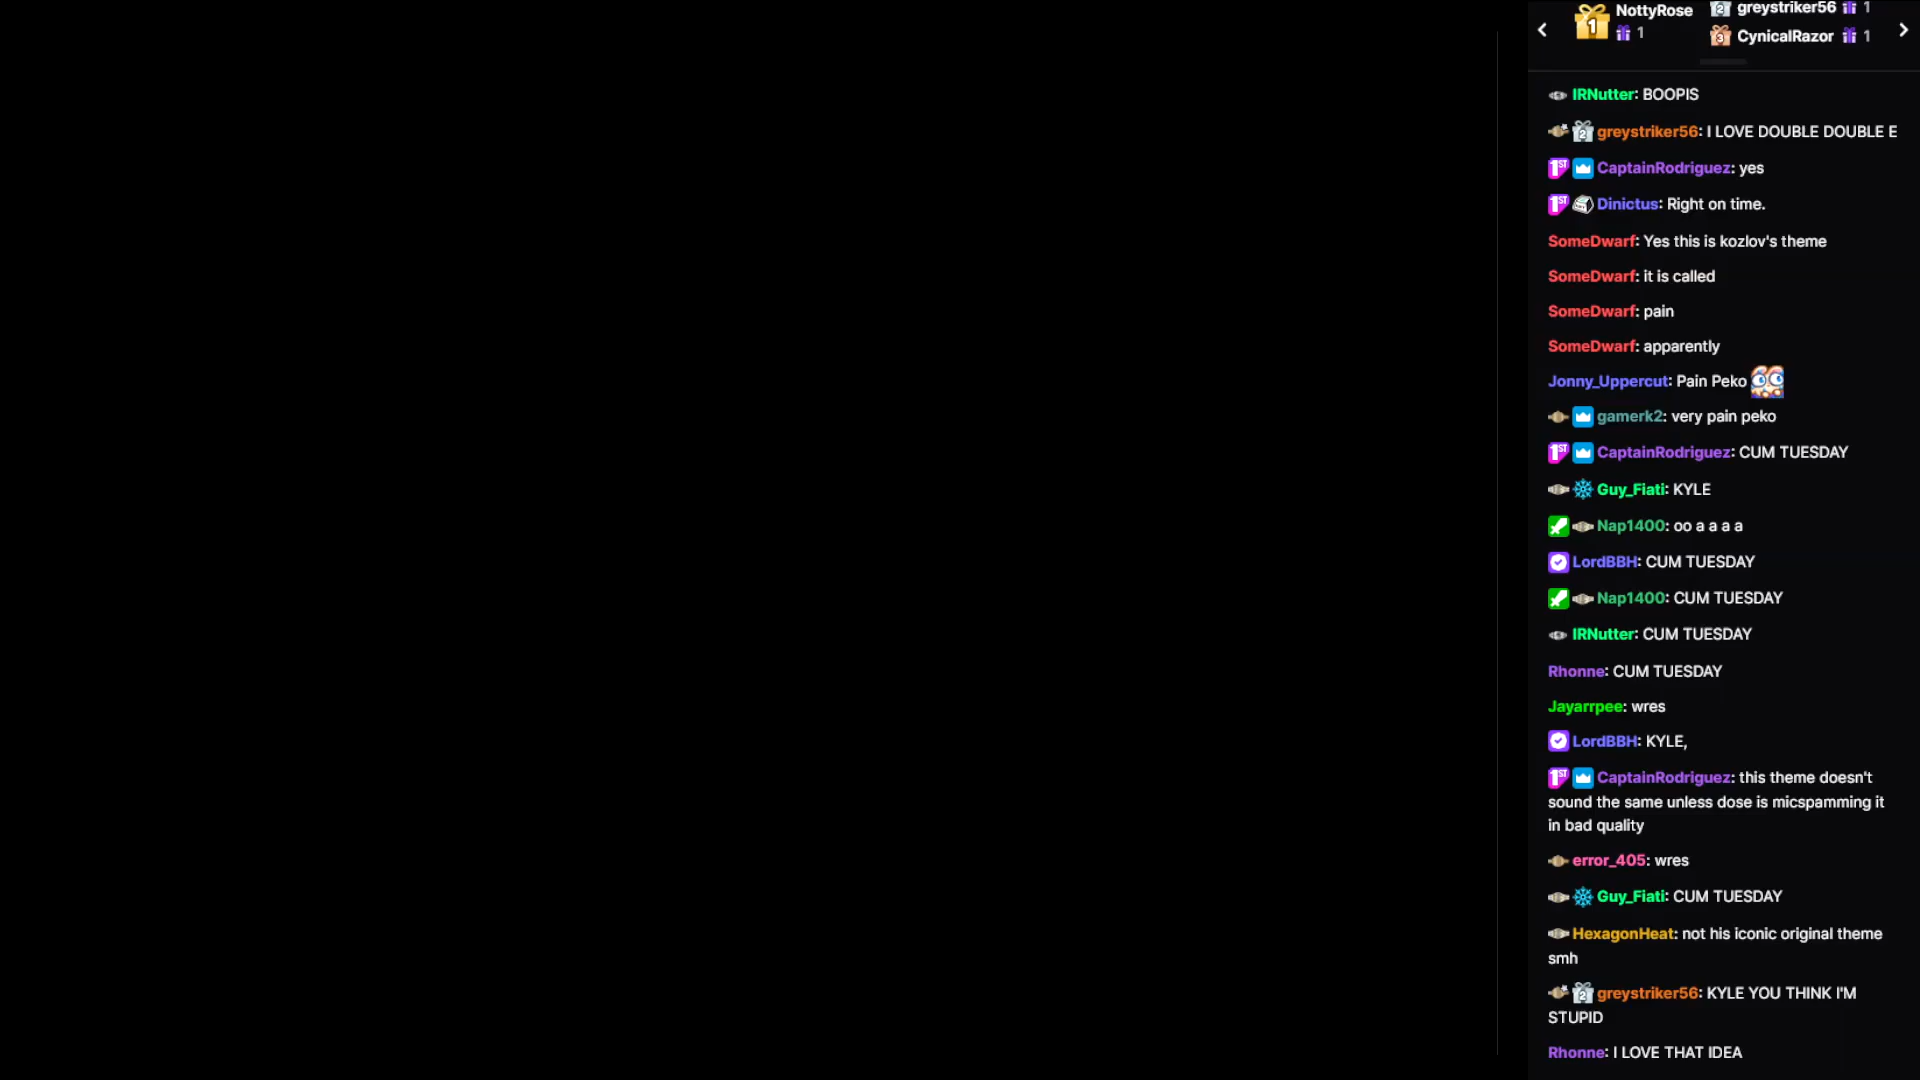 NottyRose
1
greystriker56 1
CynicalRazor 1
IRNutter: BOOPIS
greystriker56: I LOVE DOUBLE DOUBLE E
CaptainRodriguez: yes
Dinictus: Right on time.
SomeDwarf: Yes this is kozlov's theme
SomeDwarf: it is called
SomeDwarf: pain
SomeDwarf: apparently
Jonny_Uppercut: Pain Peko
gamerk2: very pain peko
CaptainRodriguez: CUM TUESDAY
Guy_Fiati: KYLE
Nap1400: oo a a a a
LordBBH: CUM TUESDAY
Nap1400: CUM TUESDAY
IRNutter: CUM TUESDAY
Rhonne: CUM TUESDAY
Jayarrpee: wres
LordBBH: KYLE,
CaptainRodriguez: this theme doesn't
sound the same unless dose is micspamming it
in bad quality
error_405: wres
Guy_Fiati: CUM TUESDAY
HexagonHeat: not his iconic original theme
smh
greystriker56: KYLE YOU THINK I'M
STUPID
Rhonne: I LOVE THAT IDEA